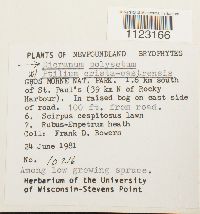 1123166
PLANTS OF NEWFOUNDLAND BRYOPHYTES
Dicranum polysetum
Ptilium crista-castrensis
GROS MORNE NAT. PARK. 1.6 km south
of St. Paul's (39 km N of Rocky
Harbour). In raised bog on east side
of road. 100 ft. from road.
6. Scirpus cespitosus lawn
7. Rubus-Empetrum heath
Coll: Frank D. Bowers
24 June 1981
No. 10216
Among low growing spruce.
Herbarium of the University
of Wisconsin-Stevens Point